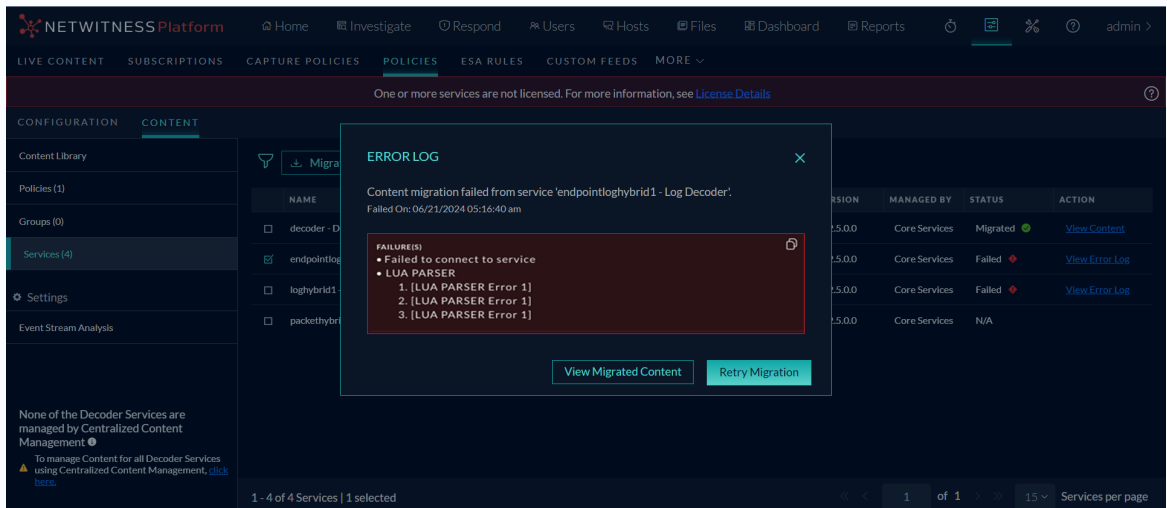 NETWITNESS Platform
Home Investigate Respond Users Hosts Files Dashboard Reports admin >
LIVE CONTENT SUBSCRIPTIONS CAPTURE POLICIES POLICIES ESA RULES CUSTOM FEEDS MORE
One or more services are not licensed. For more information, see License Details
CONFIGURATION CONTENT
Content Library
Policies (1)
Groups (0)
Services (4)
Settings
Event Stream Analysis
None of the Decoder Services are
managed by Centralized Content
Management
To manage Content for all Decoder Services
using Centralized Content Management, click
here.
Migra
NAME RSION MANAGED BY STATUS ACTION
decoder - D 2.5.0.0 Core Services Migrated View Content
endpointlog 2.5.0.0 Core Services Failed View Error Log
loghybrid1 - 2.5.0.0 Core Services Failed View Error Log
packethybri 2.5.0.0 Core Services N/A
ERROR LOG
Content migration failed from service 'endpointloghybrid1 - Log Decoder'.
Failed On: 06/21/2024 05:16:40 am
FAILURE(S)
• Failed to connect to service
• LUA PARSER
1. [LUA PARSER Error 1]
2. [LUA PARSER Error 1]
3. [LUA PARSER Error 1]
View Migrated Content Retry Migration
1 - 4 of 4 Services | 1 selected
1 of 1 15 Services per page